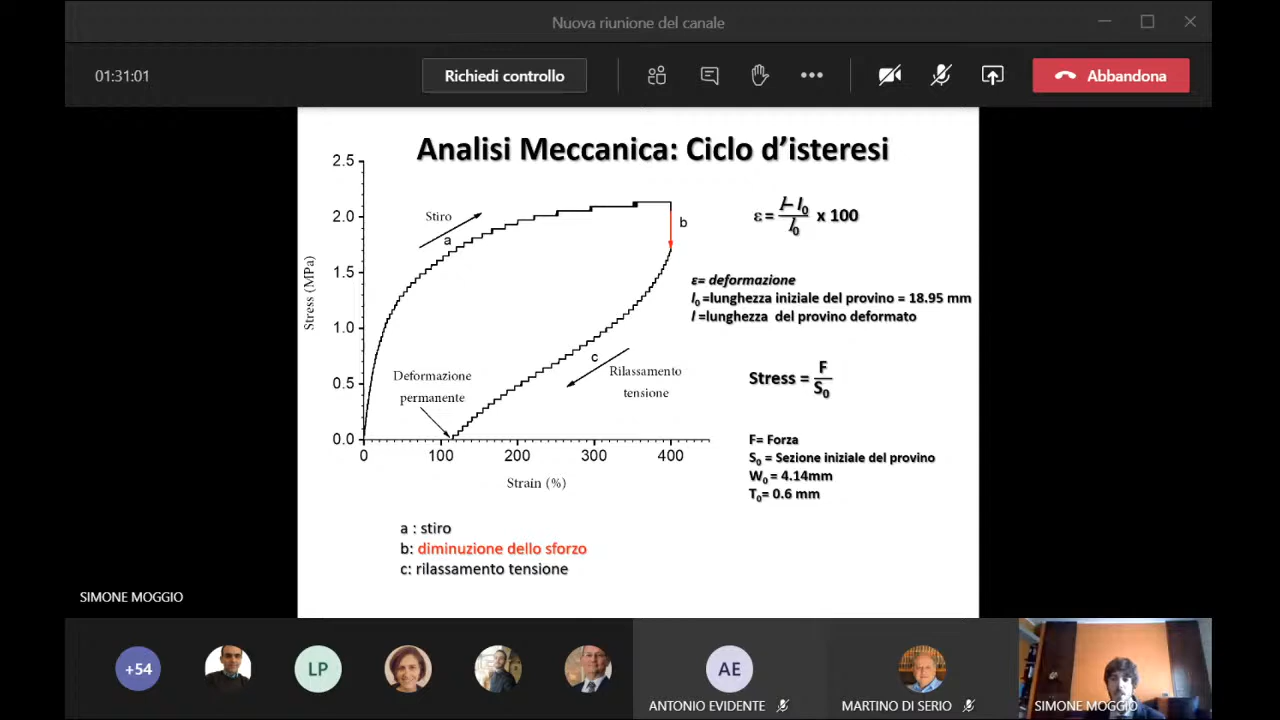 Nuova riunione del canale
01:31:01
Richiedi controllo
Abbandona
Analisi Meccanica: Ciclo d'isteresi
2.5
2.0
1.5
1.0
0.5
0.0
Stress (MPa)
0 100 200 300 400
Strain (%)
Stiro
a
b
c
Rilassamento
tensione
Deformazione
permanente
ε = l- l0 / l0 x 100
ε= deformazione
l0 =lunghezza iniziale del provino = 18.95 mm
l =lunghezza del provino deformato
Stress = F / S0
F= Forza
S0 = Sezione iniziale del provino
W0 = 4.14mm
T0= 0.6 mm
a : stiro
b: diminuzione dello sforzo
c: rilassamento tensione
SIMONE MOGGIO
+54
LP
AE
ANTONIO EVIDENTE
MARTINO DI SERIO
SIMONE MOGGIO